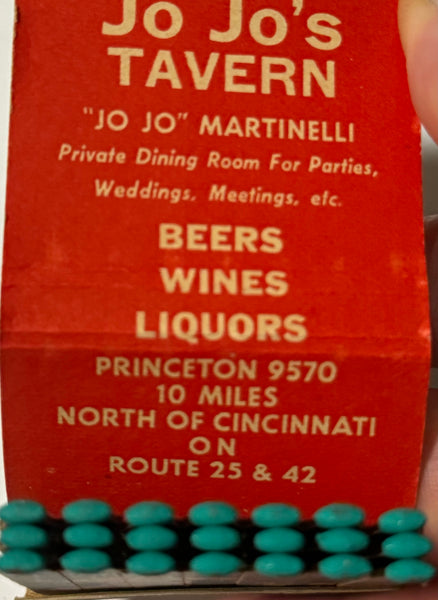 Jo Jo's
TAVERN
"JO JO" MARTINELLI
Private Dining Room For Parties,
Weddings, Meetings, etc.
BEERS
WINES
LIQUORS
PRINCETON 9570
10 MILES
NORTH OF CINCINNATI
ON
ROUTE 25 & 42